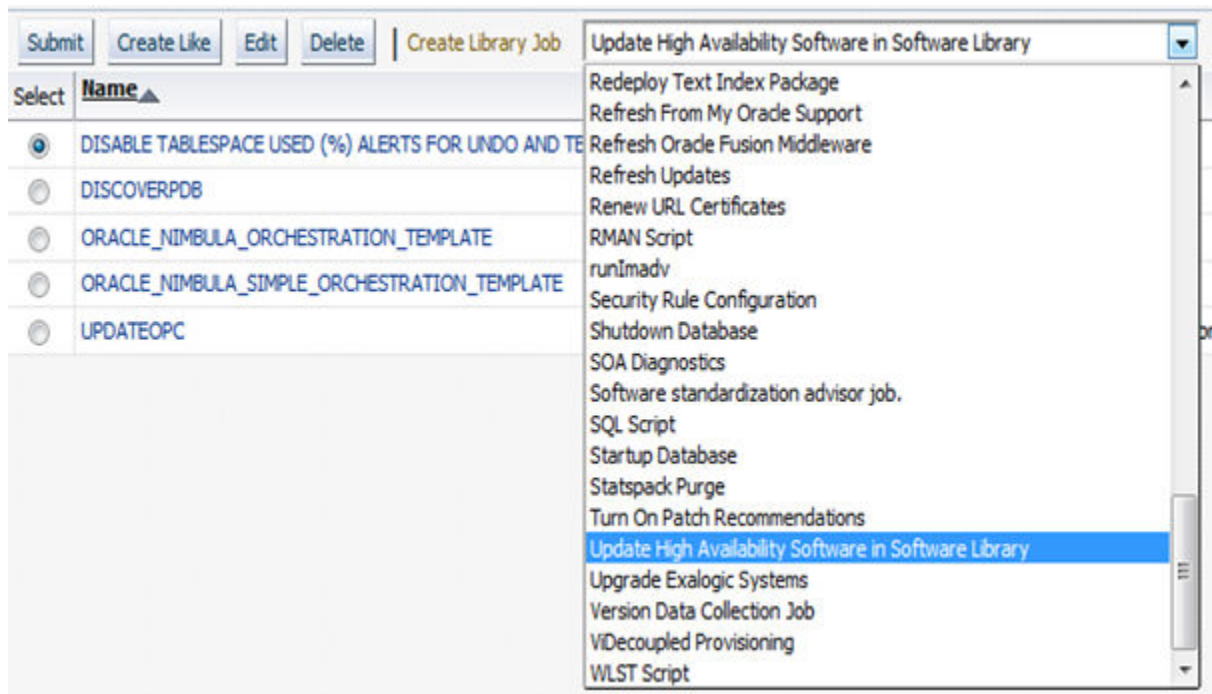 Submit Create Like Edit Delete Create Library Job Update High Availability Software in Software Library
Select Name
DISABLE TABLESPACE USED (%) ALERTS FOR UNDO AND TE
DISCOVERPDB
ORACLE_NIMBULA_ORCHESTRATION_TEMPLATE
ORACLE_NIMBULA_SIMPLE_ORCHESTRATION_TEMPLATE
UPDATEOPC
Redeploy Text Index Package
Refresh From My Oracle Support
Refresh Oracle Fusion Middleware
Refresh Updates
Renew URL Certificates
RMAN Script
runImadv
Security Rule Configuration
Shutdown Database
SOA Diagnostics
Software standardization advisor job.
SQL Script
Startup Database
Statspack Purge
Turn On Patch Recommendations
Update High Availability Software in Software Library
Upgrade Exalogic Systems
Version Data Collection Job
ViDecoupled Provisioning
WLST Script